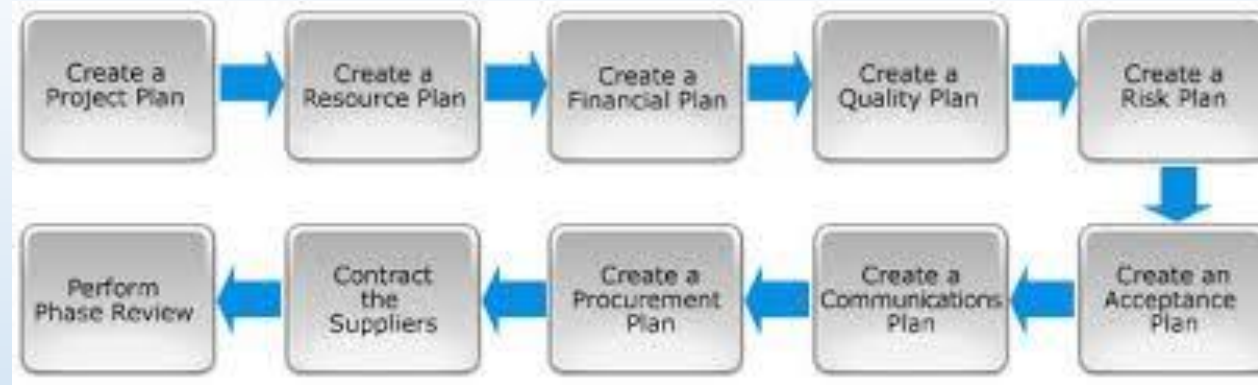 Create a
Project Plan
Create a
Resource Plan
Create a
Financial Plan
Create a
Quality Plan
Create a
Risk Plan
Create an
Acceptance
Plan
Create a
Communications
Plan
Create a
Procurement
Plan
Contract
the
Suppliers
Perform
Phase Review